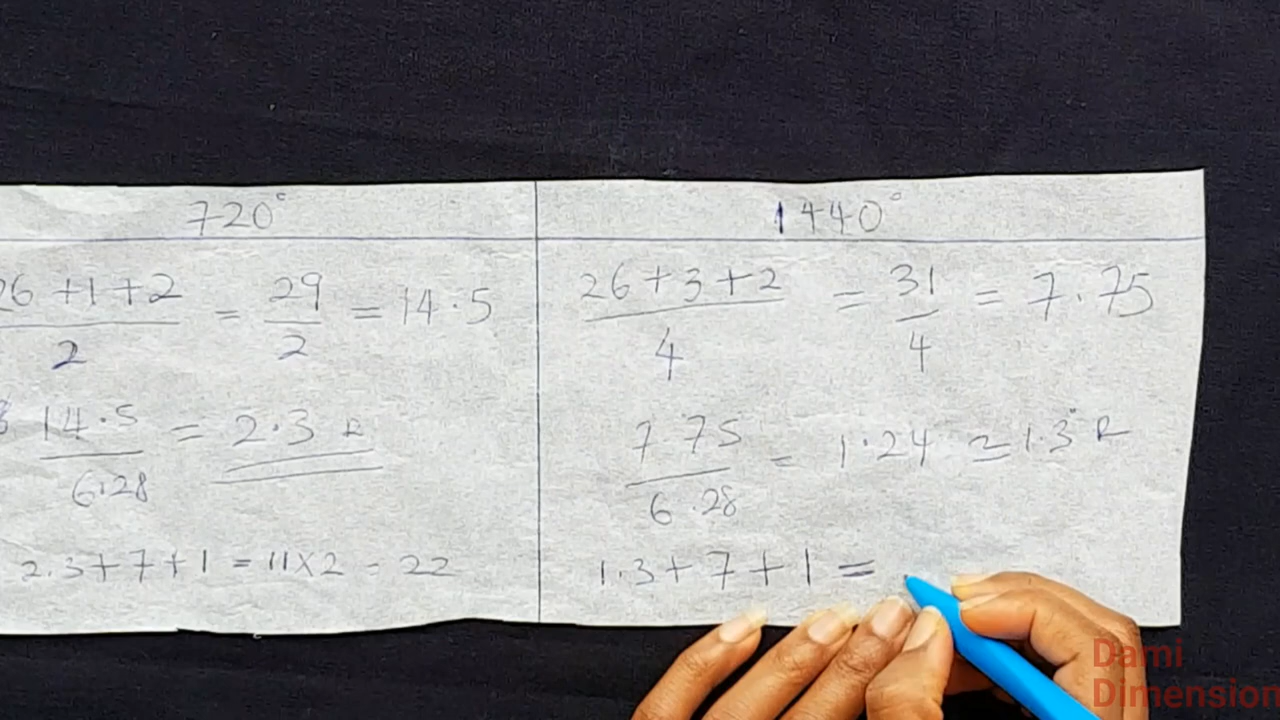 720°
26 +1+2 / 2 = 29 / 2 = 14.5
14.5 / 6.28 = 2.3 R
2.3+7+1 = 11X2 = 22
1440°
26+3+2 / 4 = 31 / 4 = 7.75
7.75 / 6.28 = 1.24 ≃ 1.3 R
1.3+7+1 =
Dami
Dimension